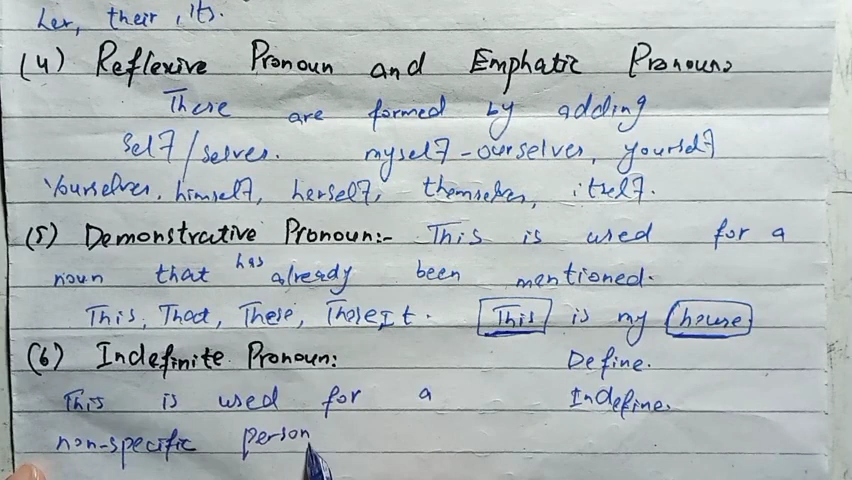 her, their, its.
(4) Reflexive Pronoun and Emphatic Pronouns
These are formed by adding
self/selves. myself-ourselves, yourself
Yourselves, himself, herself, themselves, itself.
(5) Demonstrative Pronoun:- This is used for a
noun that has already been mentioned.
This, That, These, Those, It. This is my house
(6) Indefinite Pronoun: Define.
This is used for a Indefine.
non-specific person